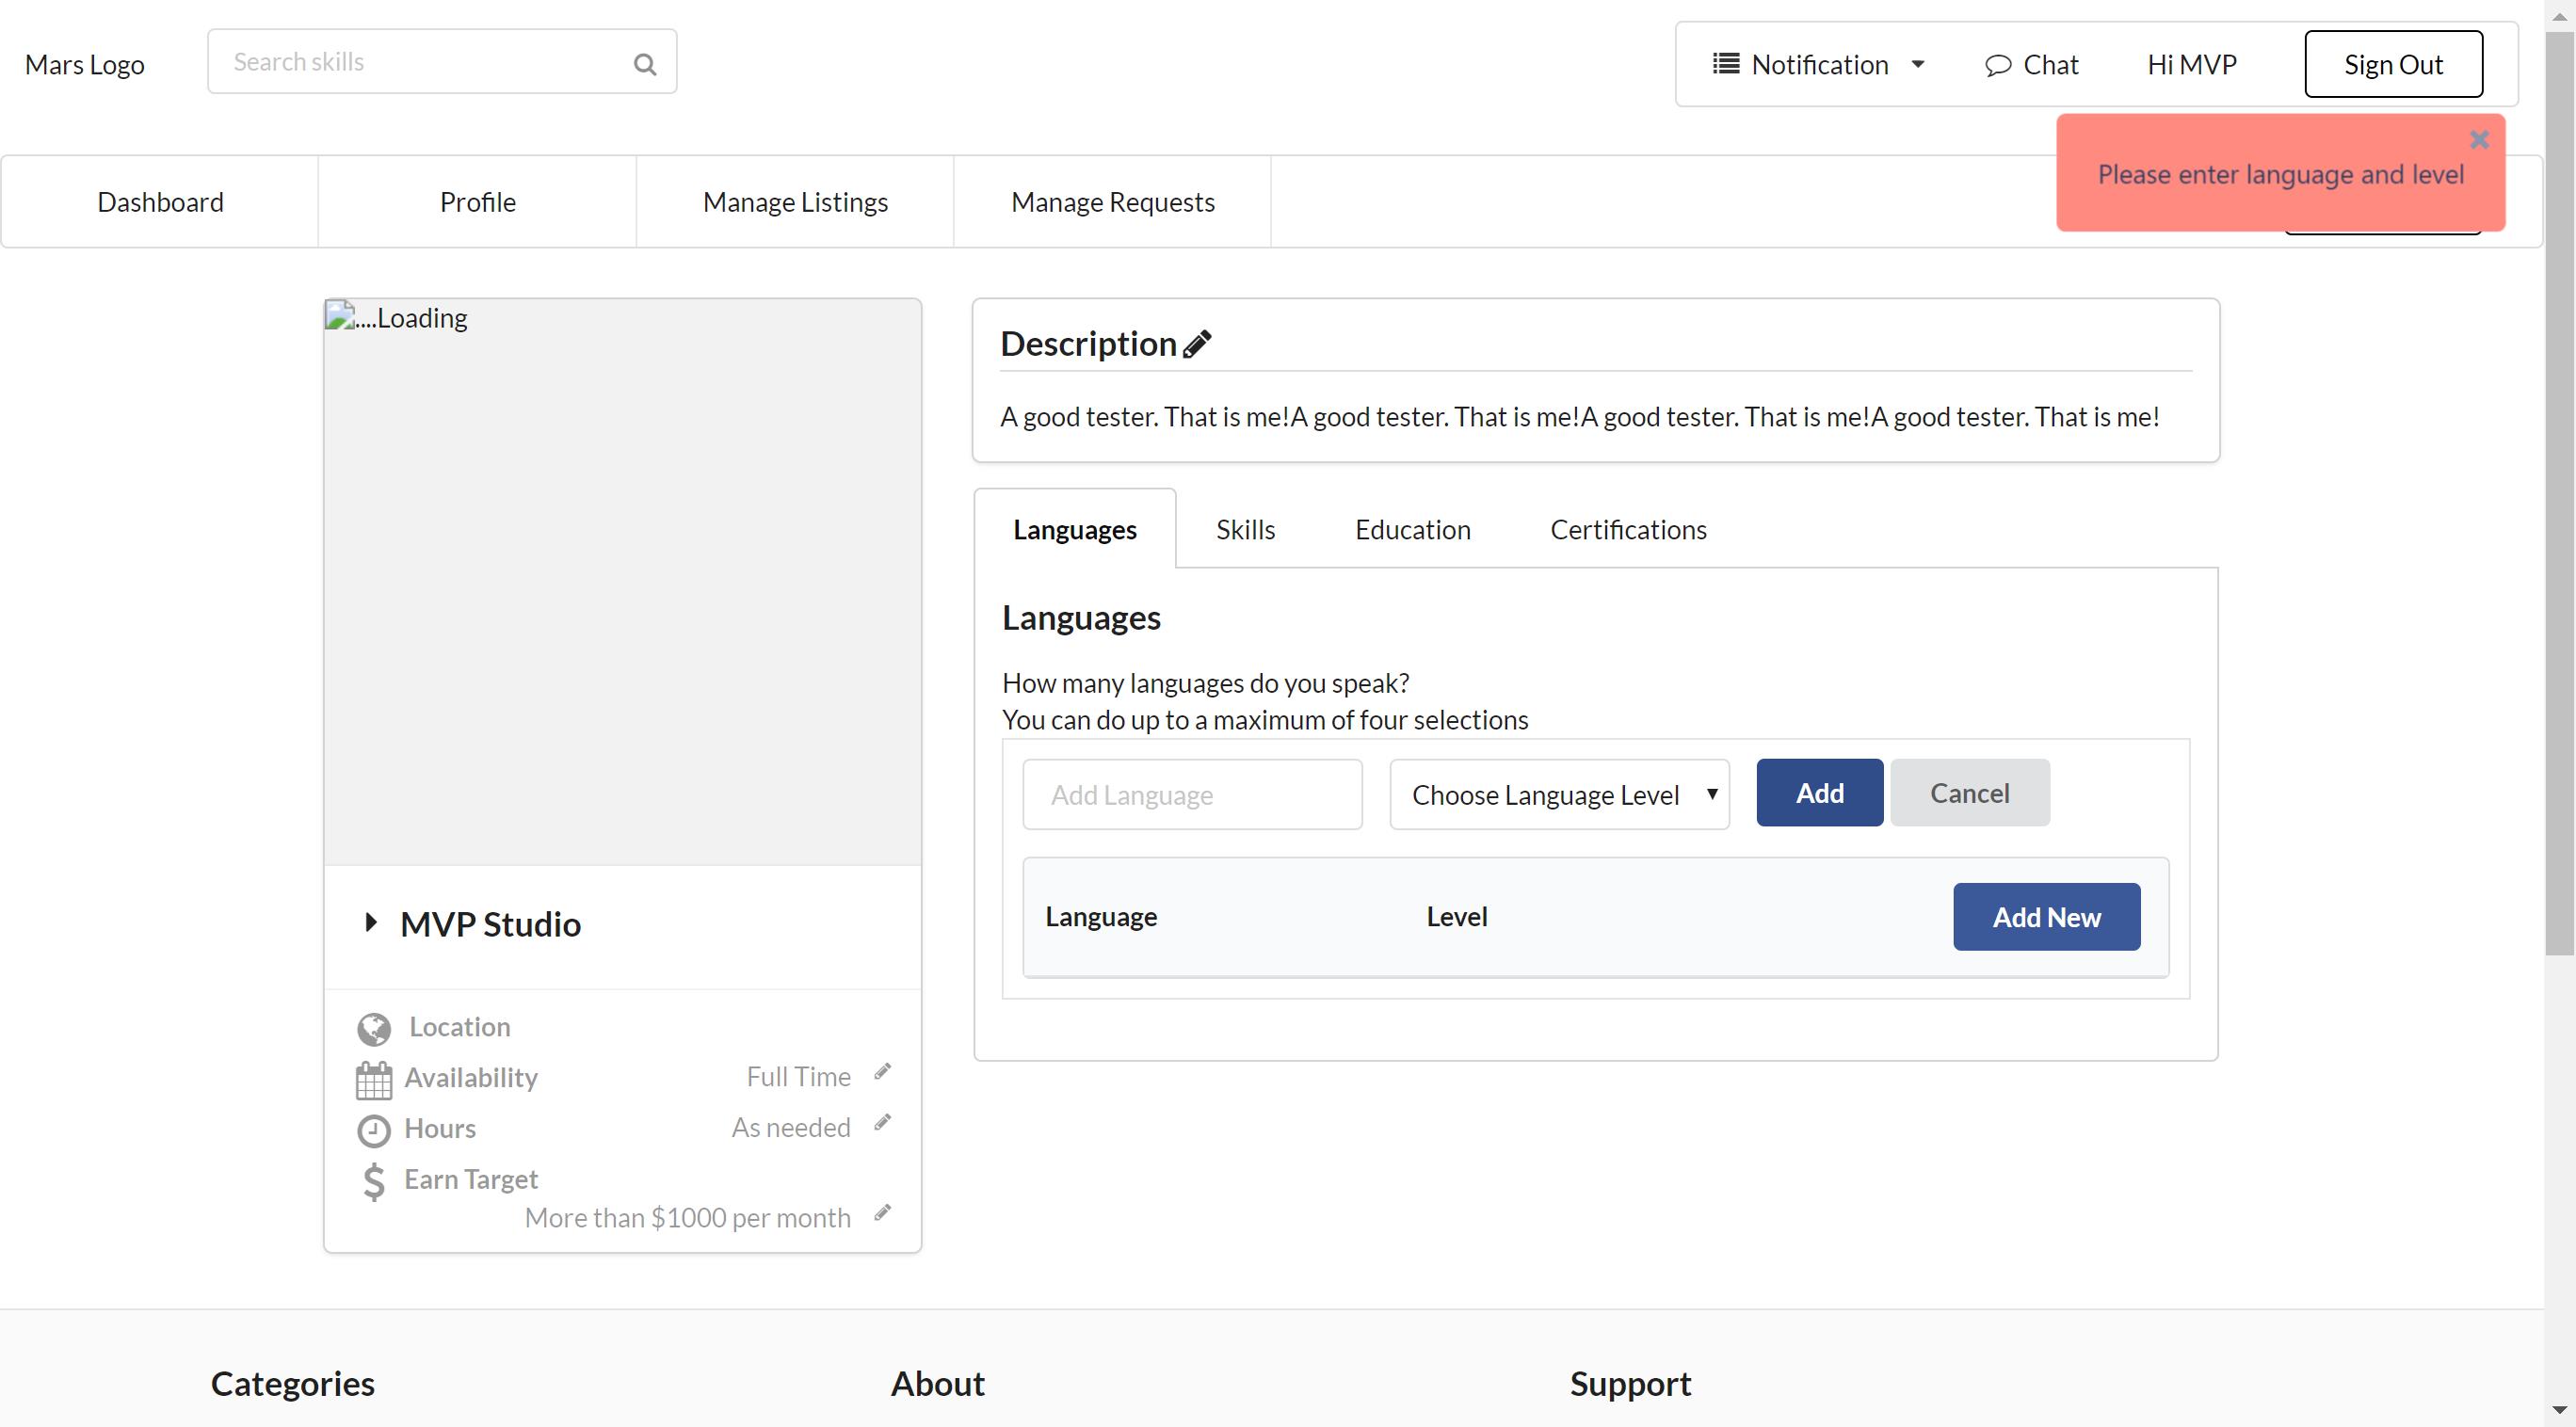 Mars Logo
Search skills
Notification
Chat
Hi MVP
Sign Out
Please enter language and level
Dashboard
Profile
Manage Listings
Manage Requests
....Loading
MVP Studio
Location
Availability
Full Time
Hours
As needed
Earn Target
More than $1000 per month
Description
A good tester. That is me!A good tester. That is me!A good tester. That is me!A good tester. That is me!
Languages
Skills
Education
Certifications
Languages
How many languages do you speak?
You can do up to a maximum of four selections
Add Language
Choose Language Level
Add
Cancel
Language
Level
Add New
Categories
About
Support